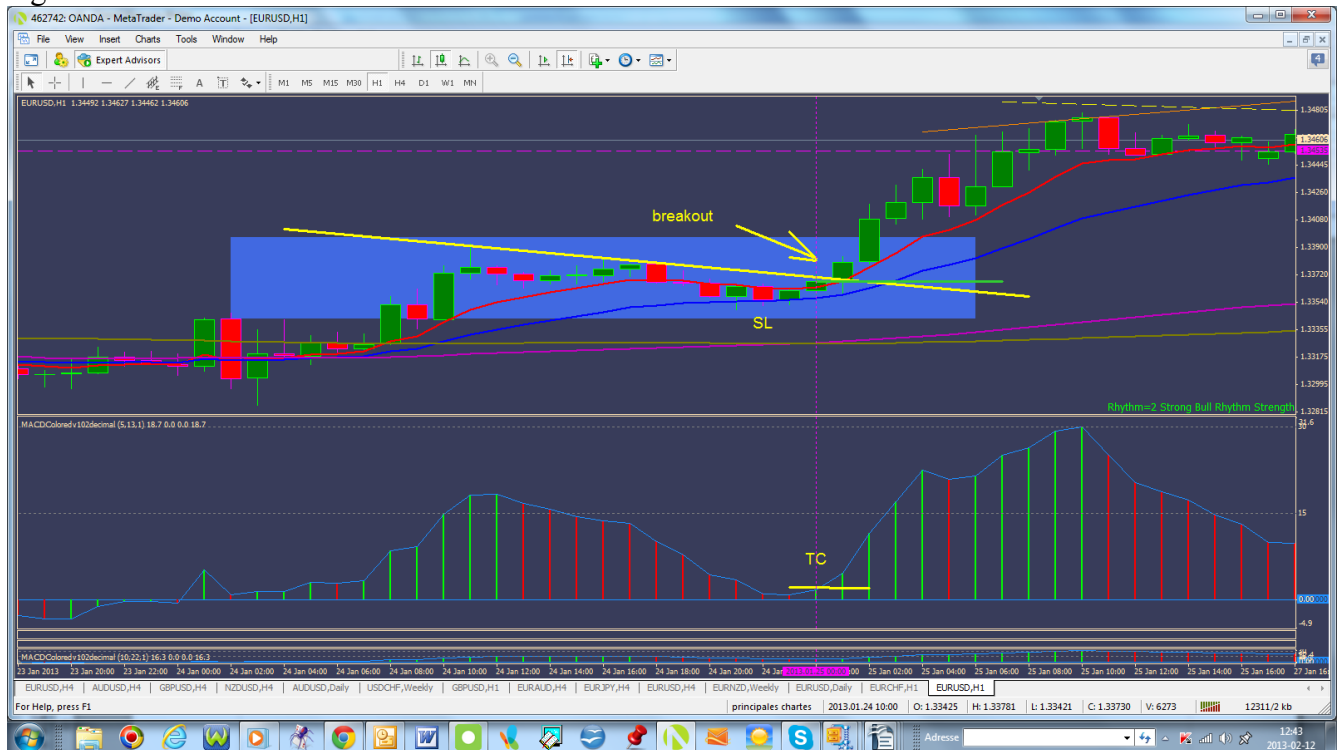 462742: OANDA - MetaTrader - Demo Account - [EURUSD,H1]
File View Insert Charts Tools Window Help
Expert Advisors
4
A T M1 M5 M15 M30 H1 H4 D1 W1 MN
EURUSD,H1 1.34492 1.34627 1.34462 1.34606
1.34805
1.34606
1.34445
1.34260
breakout
1.34080
1.33900
1.33720
1.33540
SL
1.33355
1.33175
1.32995
Rhythm=2 Strong Bull Rhythm Strength
1.32815
MACDColoredv102decimal (5,13,1) 18.7 0.0 0.0 18.7
31.6
30
15
TC
0.00
-4.9
MACDColoredv102decimal (10,22,1) 16.3 0.0 0.0 16.3
23 Jan 2013 23 Jan 20:00 23 Jan 22:00 24 Jan 00:00 24 Jan 02:00 24 Jan 04:00 24 Jan 06:00 24 Jan 08:00 24 Jan 10:00 24 Jan 12:00 24 Jan 14:00 24 Jan 16:00 24 Jan 18:00 24 Jan 20:00 24 Jan 25 Jan 02:00 25 Jan 04:00 25 Jan 06:00 25 Jan 08:00 25 Jan 10:00 25 Jan 12:00 25 Jan 14:00 25 Jan 16:00 27 Jan
EURUSD,H4 AUDUSD,H4 GBPUSD,H4 NZDUSD,H4 AUDUSD,Daily USDCHF,Weekly GBPUSD,H1 EURAUD,H4 EURJPY,H4 EURUSD,H4 EURNZD,Weekly EURUSD,Daily EURCHF,H1 EURUSD,H1
For Help, press F1 principales chartes 2013.01.24 10:00 O: 1.33425 H: 1.33781 L: 1.33421 C: 1.33730 V: 6273 12311/2 kb
Adresse 12:43
2013-02-12